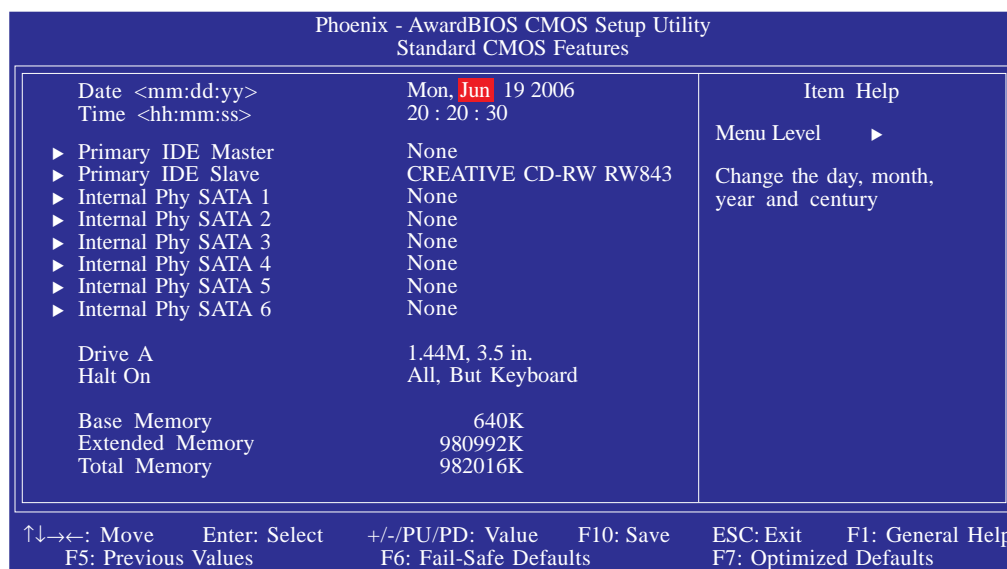 Phoenix - AwardBIOS CMOS Setup Utility
Standard CMOS Features
Date <mm:dd:yy> Mon, Jun 19 2006
Time <hh:mm:ss> 20 : 20 : 30
▶ Primary IDE Master None
▶ Primary IDE Slave CREATIVE CD-RW RW843
▶ Internal Phy SATA 1 None
▶ Internal Phy SATA 2 None
▶ Internal Phy SATA 3 None
▶ Internal Phy SATA 4 None
▶ Internal Phy SATA 5 None
▶ Internal Phy SATA 6 None
Drive A 1.44M, 3.5 in.
Halt On All, But Keyboard
Base Memory 640K
Extended Memory 980992K
Total Memory 982016K
Item Help
Menu Level ▶
Change the day, month,
year and century
↑↓→←: Move Enter: Select +/-/PU/PD: Value F10: Save ESC: Exit F1: General Help
F5: Previous Values F6: Fail-Safe Defaults F7: Optimized Defaults